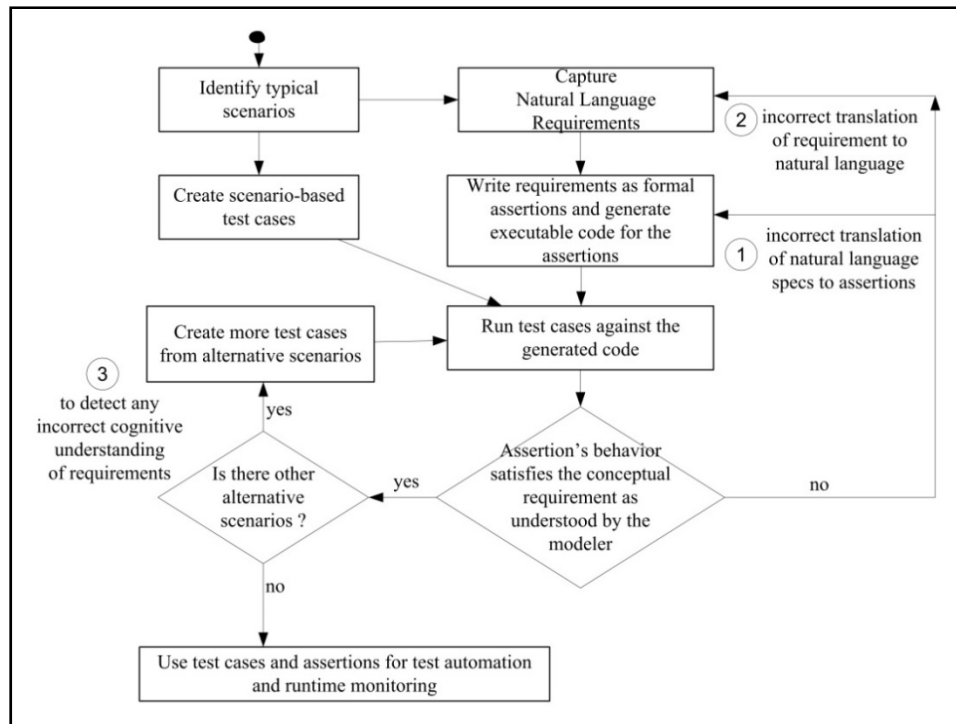 Identify typical
scenarios
Capture
Natural Language
Requirements
2
incorrect translation
of requirement to
natural language
Create scenario-based
test cases
Write requirements as formal
assertions and generate
executable code for the
assertions
1
incorrect translation
of natural language
specs to assertions
Create more test cases
from alternative scenarios
Run test cases against the
generated code
3
to detect any
incorrect cognitive
understanding
of requirements
yes
Is there other
alternative
scenarios ?
yes
Assertion’s behavior
satisfies the conceptual
requirement as
understood by the
modeler
no
no
Use test cases and assertions for test automation
and runtime monitoring